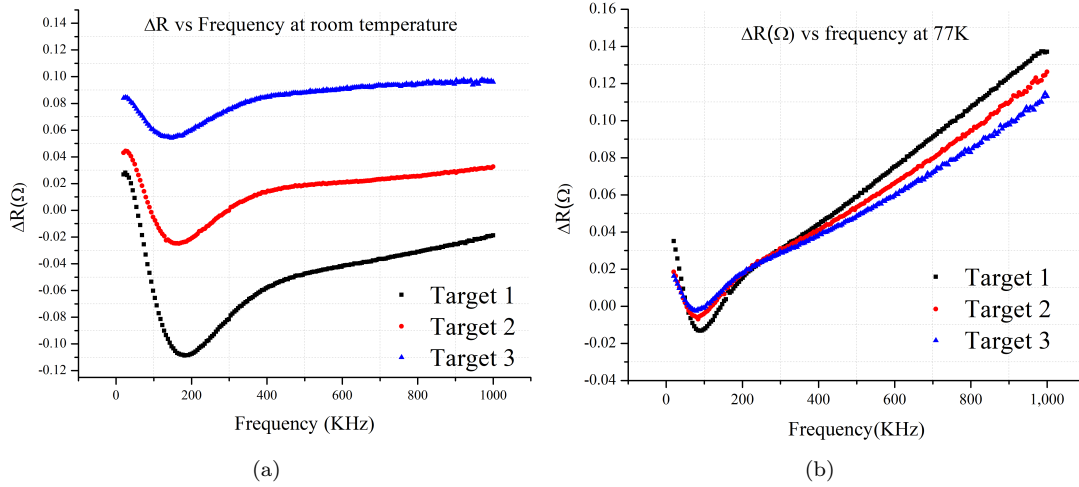 ΔR vs Frequency at room temperature
0.14
0.12
0.10
0.08
0.06
0.04
0.02
0.00
-0.02
-0.04
-0.06
-0.08
-0.10
-0.12
ΔR(Ω)
Target 1
Target 2
Target 3
0 200 400 600 800 1000
Frequency (KHz)
(a)
ΔR(Ω) vs frequency at 77K
0.16
0.14
0.12
0.10
0.08
0.06
0.04
0.02
0.00
-0.02
-0.04
ΔR(Ω)
Target 1
Target 2
Target 3
0 200 400 600 800 1,000
Frequency(KHz)
(b)